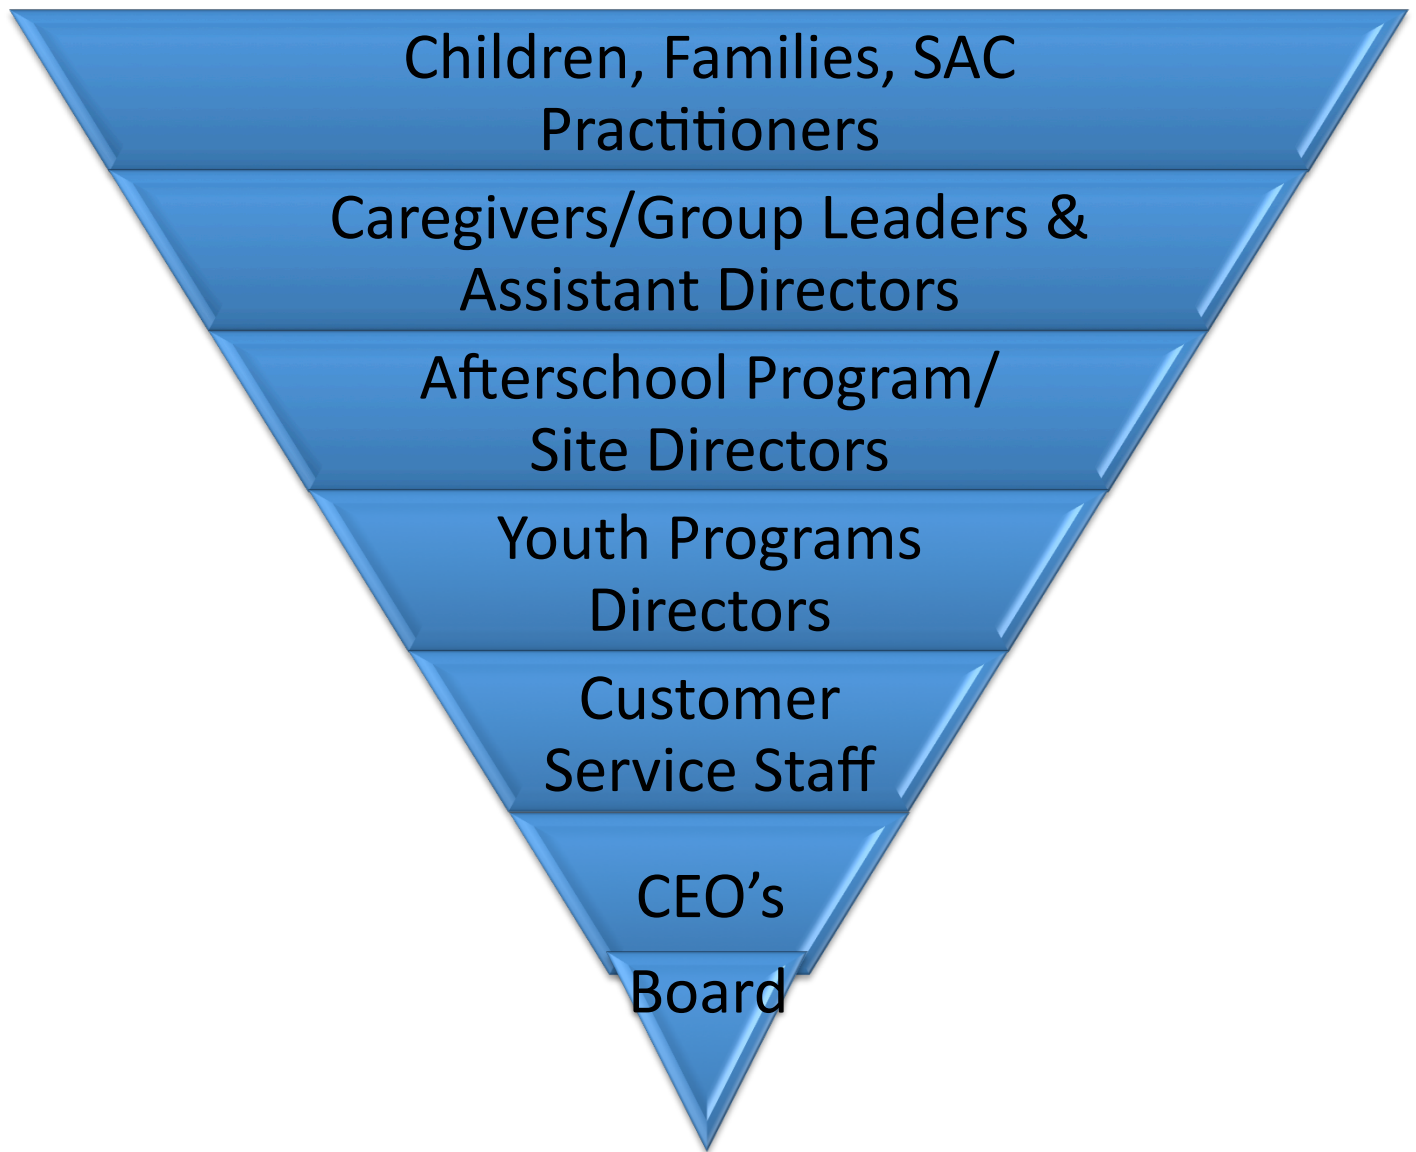 Children, Families, SAC
Practitioners
Caregivers/Group Leaders &
Assistant Directors
Afterschool Program/
Site Directors
Youth Programs
Directors
Customer
Service Staff
CEO’s
Board